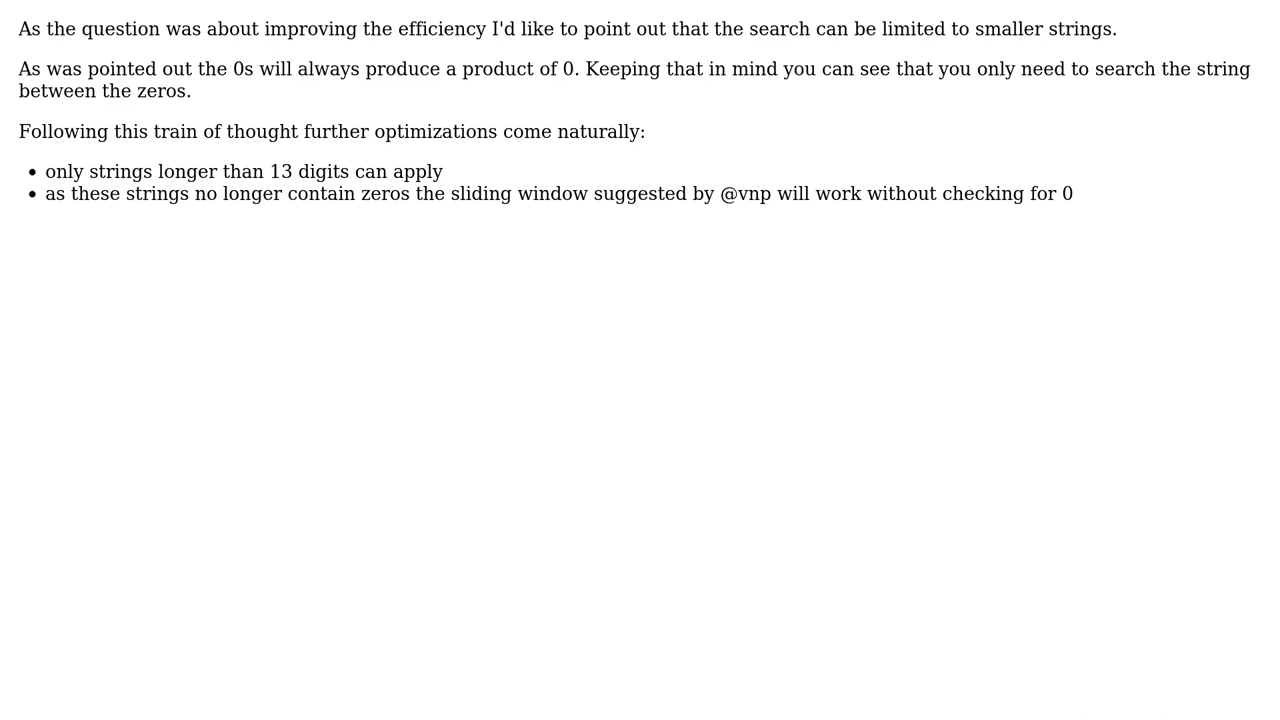 As the question was about improving the efficiency I'd like to point out that the search can be limited to smaller strings.
As was pointed out the 0s will always produce a product of 0. Keeping that in mind you can see that you only need to search the string
between the zeros.
Following this train of thought further optimizations come naturally:
• only strings longer than 13 digits can apply
• as these strings no longer contain zeros the sliding window suggested by @vnp will work without checking for 0